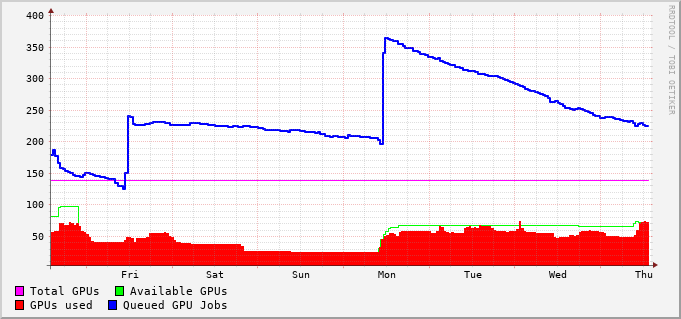 400
350
300
250
200
150
100
50
Fri Sat Sun Mon Tue Wed Thu
Total GPUs Available GPUs
GPUs used Queued GPU Jobs
RRDTOOL / TOBI OETIKER